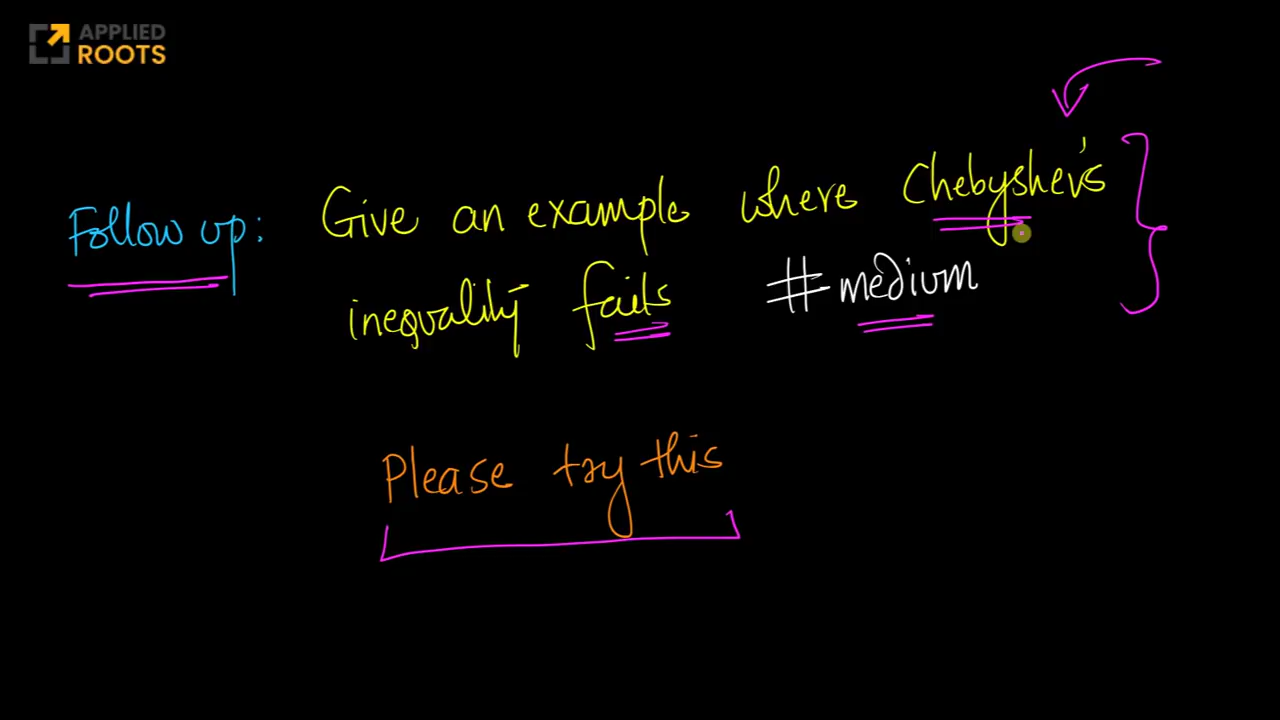 APPLIED
ROOTS
Follow up: Give an example where Chebyshev's
inequality fails #medium
Please try this